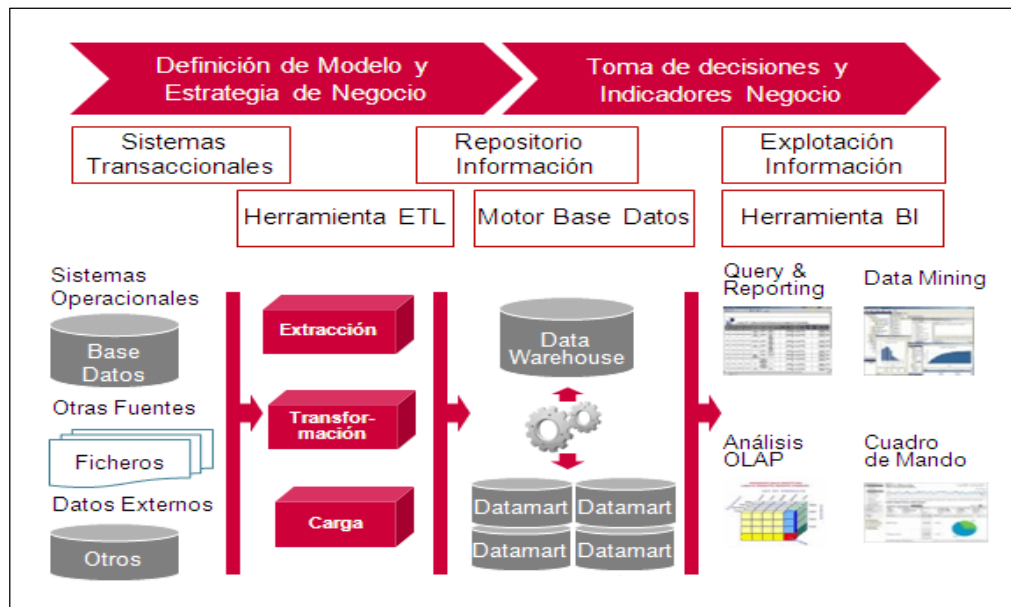 Definición de Modelo y
Estrategia de Negocio
Toma de decisiones y
Indicadores Negocio
Sistemas
Transaccionales
Repositorio
Información
Explotación
Información
Herramienta ETL
Motor Base Datos
Herramienta BI
Sistemas
Operacionales
Base
Datos
Otras Fuentes
Ficheros
Datos Externos
Otros
Extracción
Transfor-
mación
Carga
Data
Warehouse
Datamart
Datamart
Datamart
Datamart
Query &
Reporting
Data Mining
Análisis
OLAP
Cuadro
de Mando